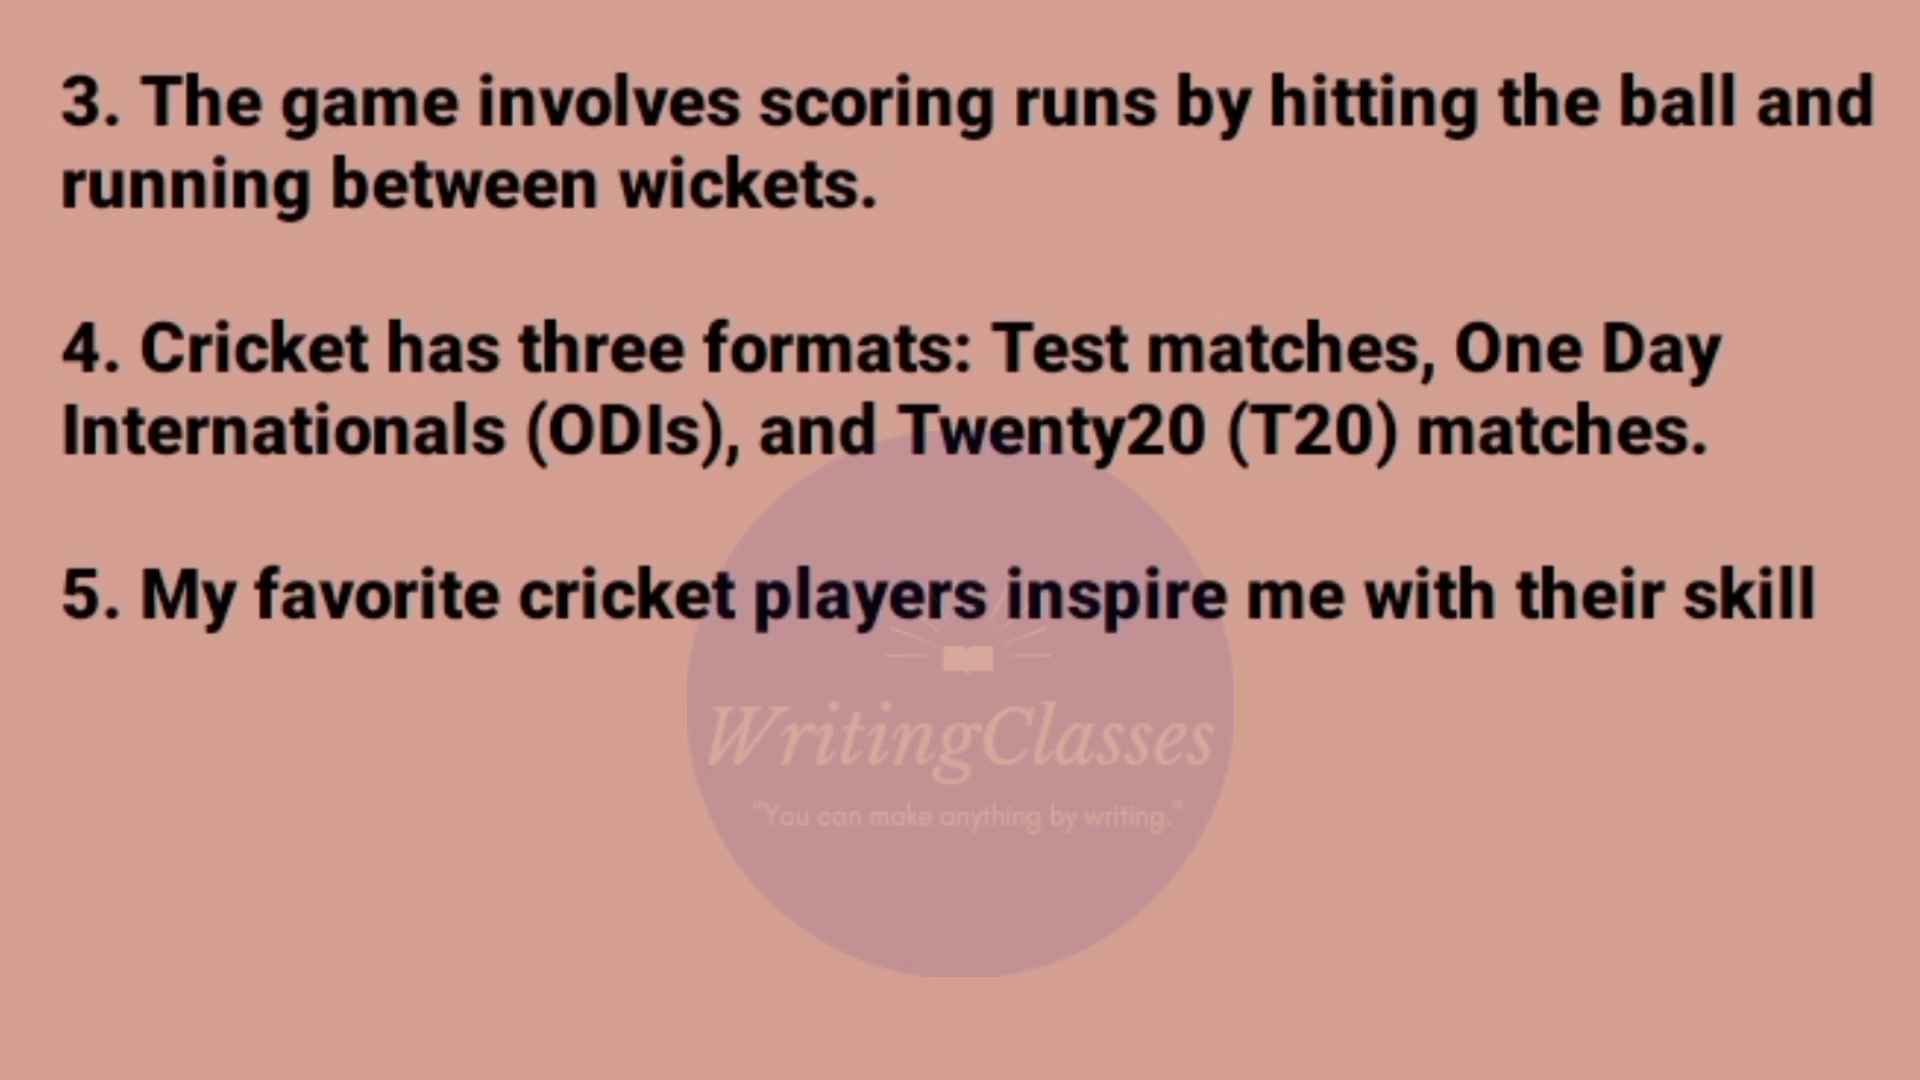 3. The game involves scoring runs by hitting the ball and
running between wickets.
4. Cricket has three formats: Test matches, One Day
Internationals (ODIs), and Twenty20 (T20) matches.
5. My favorite cricket players inspire me with their skill
WritingClasses
"You can make anything by writing."